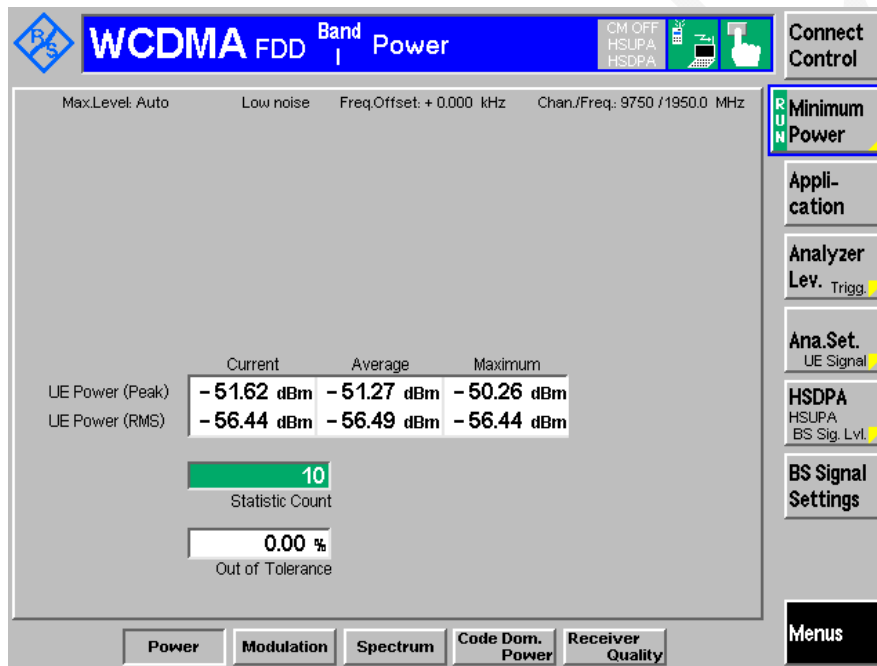 R&S
WCDMA FDD Band I Power
CM OFF
HSUPA
HSDPA
Connect
Control
Max.Level: Auto Low noise Freq.Offset: + 0.000 kHz Chan./Freq.: 9750 / 1950.0 MHz
RUN
Minimum
Power
Appli-
cation
Analyzer
Lev. Trigg.
Ana.Set.
UE Signal
HSDPA
HSUPA
BS Sig. Lvl.
BS Signal
Settings
Current Average Maximum
UE Power (Peak) – 51.62 dBm – 51.27 dBm – 50.26 dBm
UE Power (RMS) – 56.44 dBm – 56.49 dBm – 56.44 dBm
10
Statistic Count
0.00 %
Out of Tolerance
Power Modulation Spectrum Code Dom. Power Receiver Quality
Menus